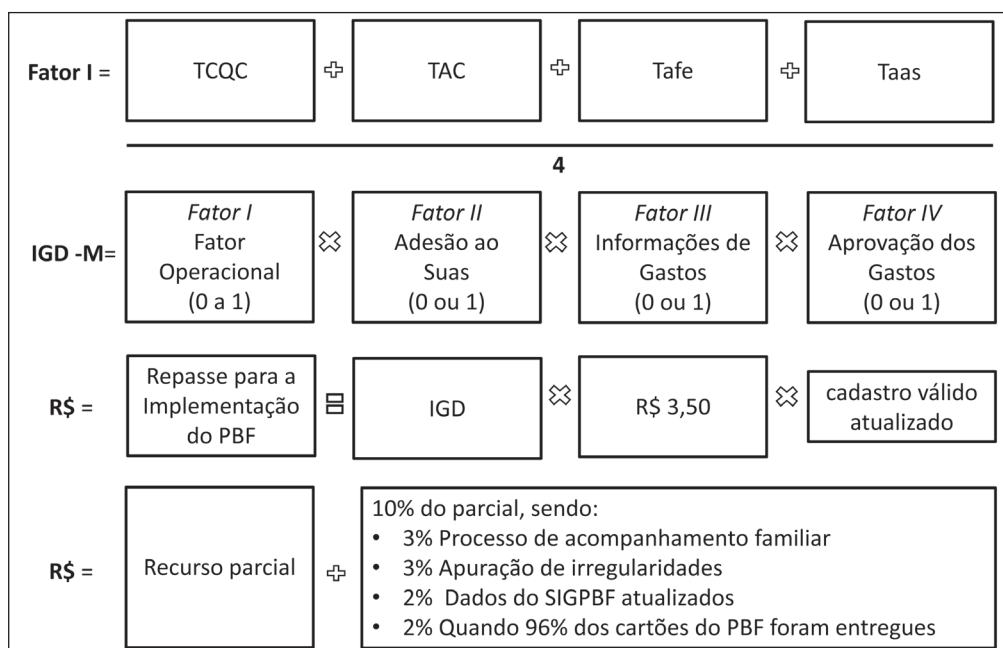 Fator I =
TCQC
TAC
Tafe
Taas
4
IGD -M=
Fator I
Fator
Operacional
(0 a 1)
Fator II
Adesão ao
Suas
(0 ou 1)
Fator III
Informações de
Gastos
(0 ou 1)
Fator IV
Aprovação dos
Gastos
(0 ou 1)
R$ =
Repasse para a
Implementação
do PBF
IGD
R$ 3,50
cadastro válido
atualizado
R$ =
Recurso parcial
10% do parcial, sendo:
• 3% Processo de acompanhamento familiar
• 3% Apuração de irregularidades
• 2% Dados do SIGPBF atualizados
• 2% Quando 96% dos cartões do PBF foram entregues